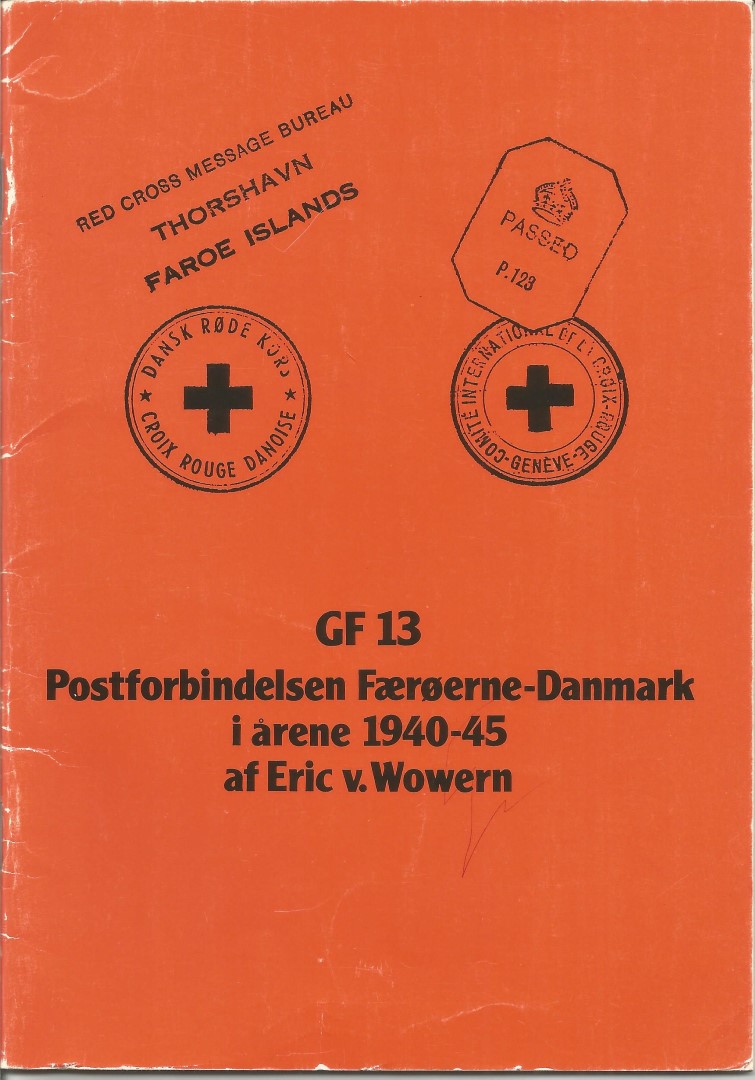 RED CROSS MESSAGE BUREAU
THORSHAVN
FAROE ISLANDS
PASSED
P.123
DANSK RØDE KORS
CROIX ROUGE DANOISE
COMITÉ INTERNATIONAL DE LA CROIX-ROUGE
-GENÈVE-
GF 13
Postforbindelsen Færøerne-Danmark
i årene 1940-45
af Eric v. Wowern